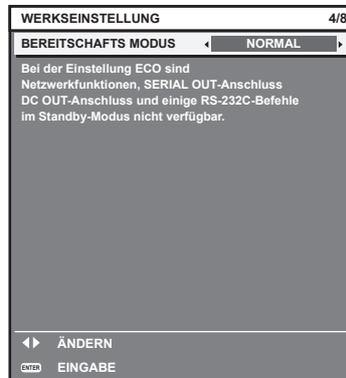 WERKSEINSTELLUNG 4/8
BEREITSCHAFTS MODUS NORMAL
Bei der Einstellung ECO sind
Netzwerkfunktionen, SERIAL OUT-Anschluss
DC OUT-Anschluss und einige RS-232C-Befehle
im Standby-Modus nicht verfügbar.
ÄNDERN
ENTER EINGABE